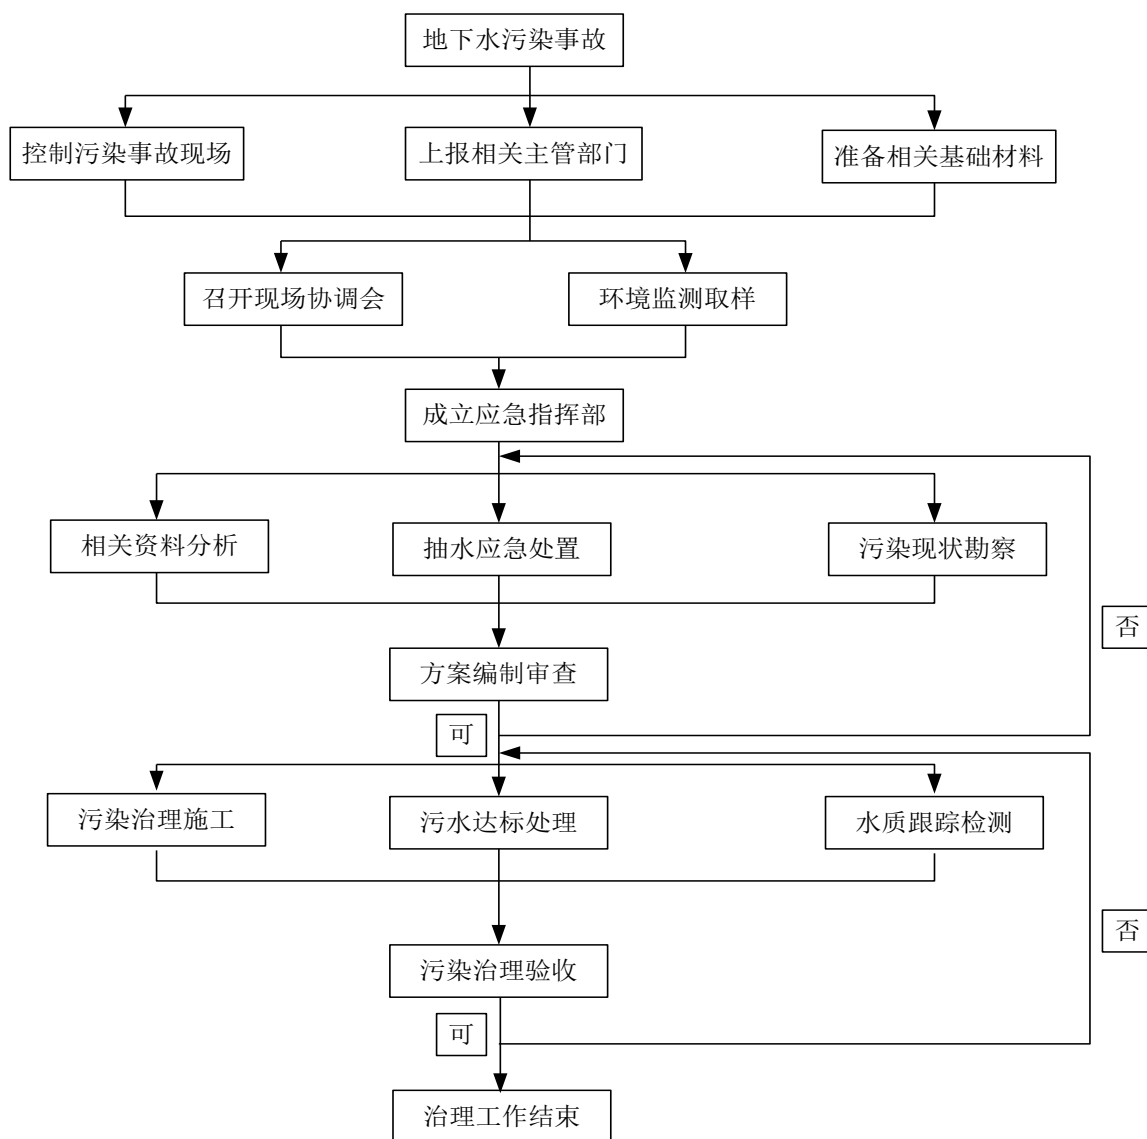 地下水污染事故
控制污染事故现场
上报相关主管部门
准备相关基础材料
召开现场协调会
环境监测取样
成立应急指挥部
相关资料分析
抽水应急处置
污染现状勘察
否
方案编制审查
可
污染治理施工
污水达标处理
水质跟踪检测
否
污染治理验收
可
治理工作结束